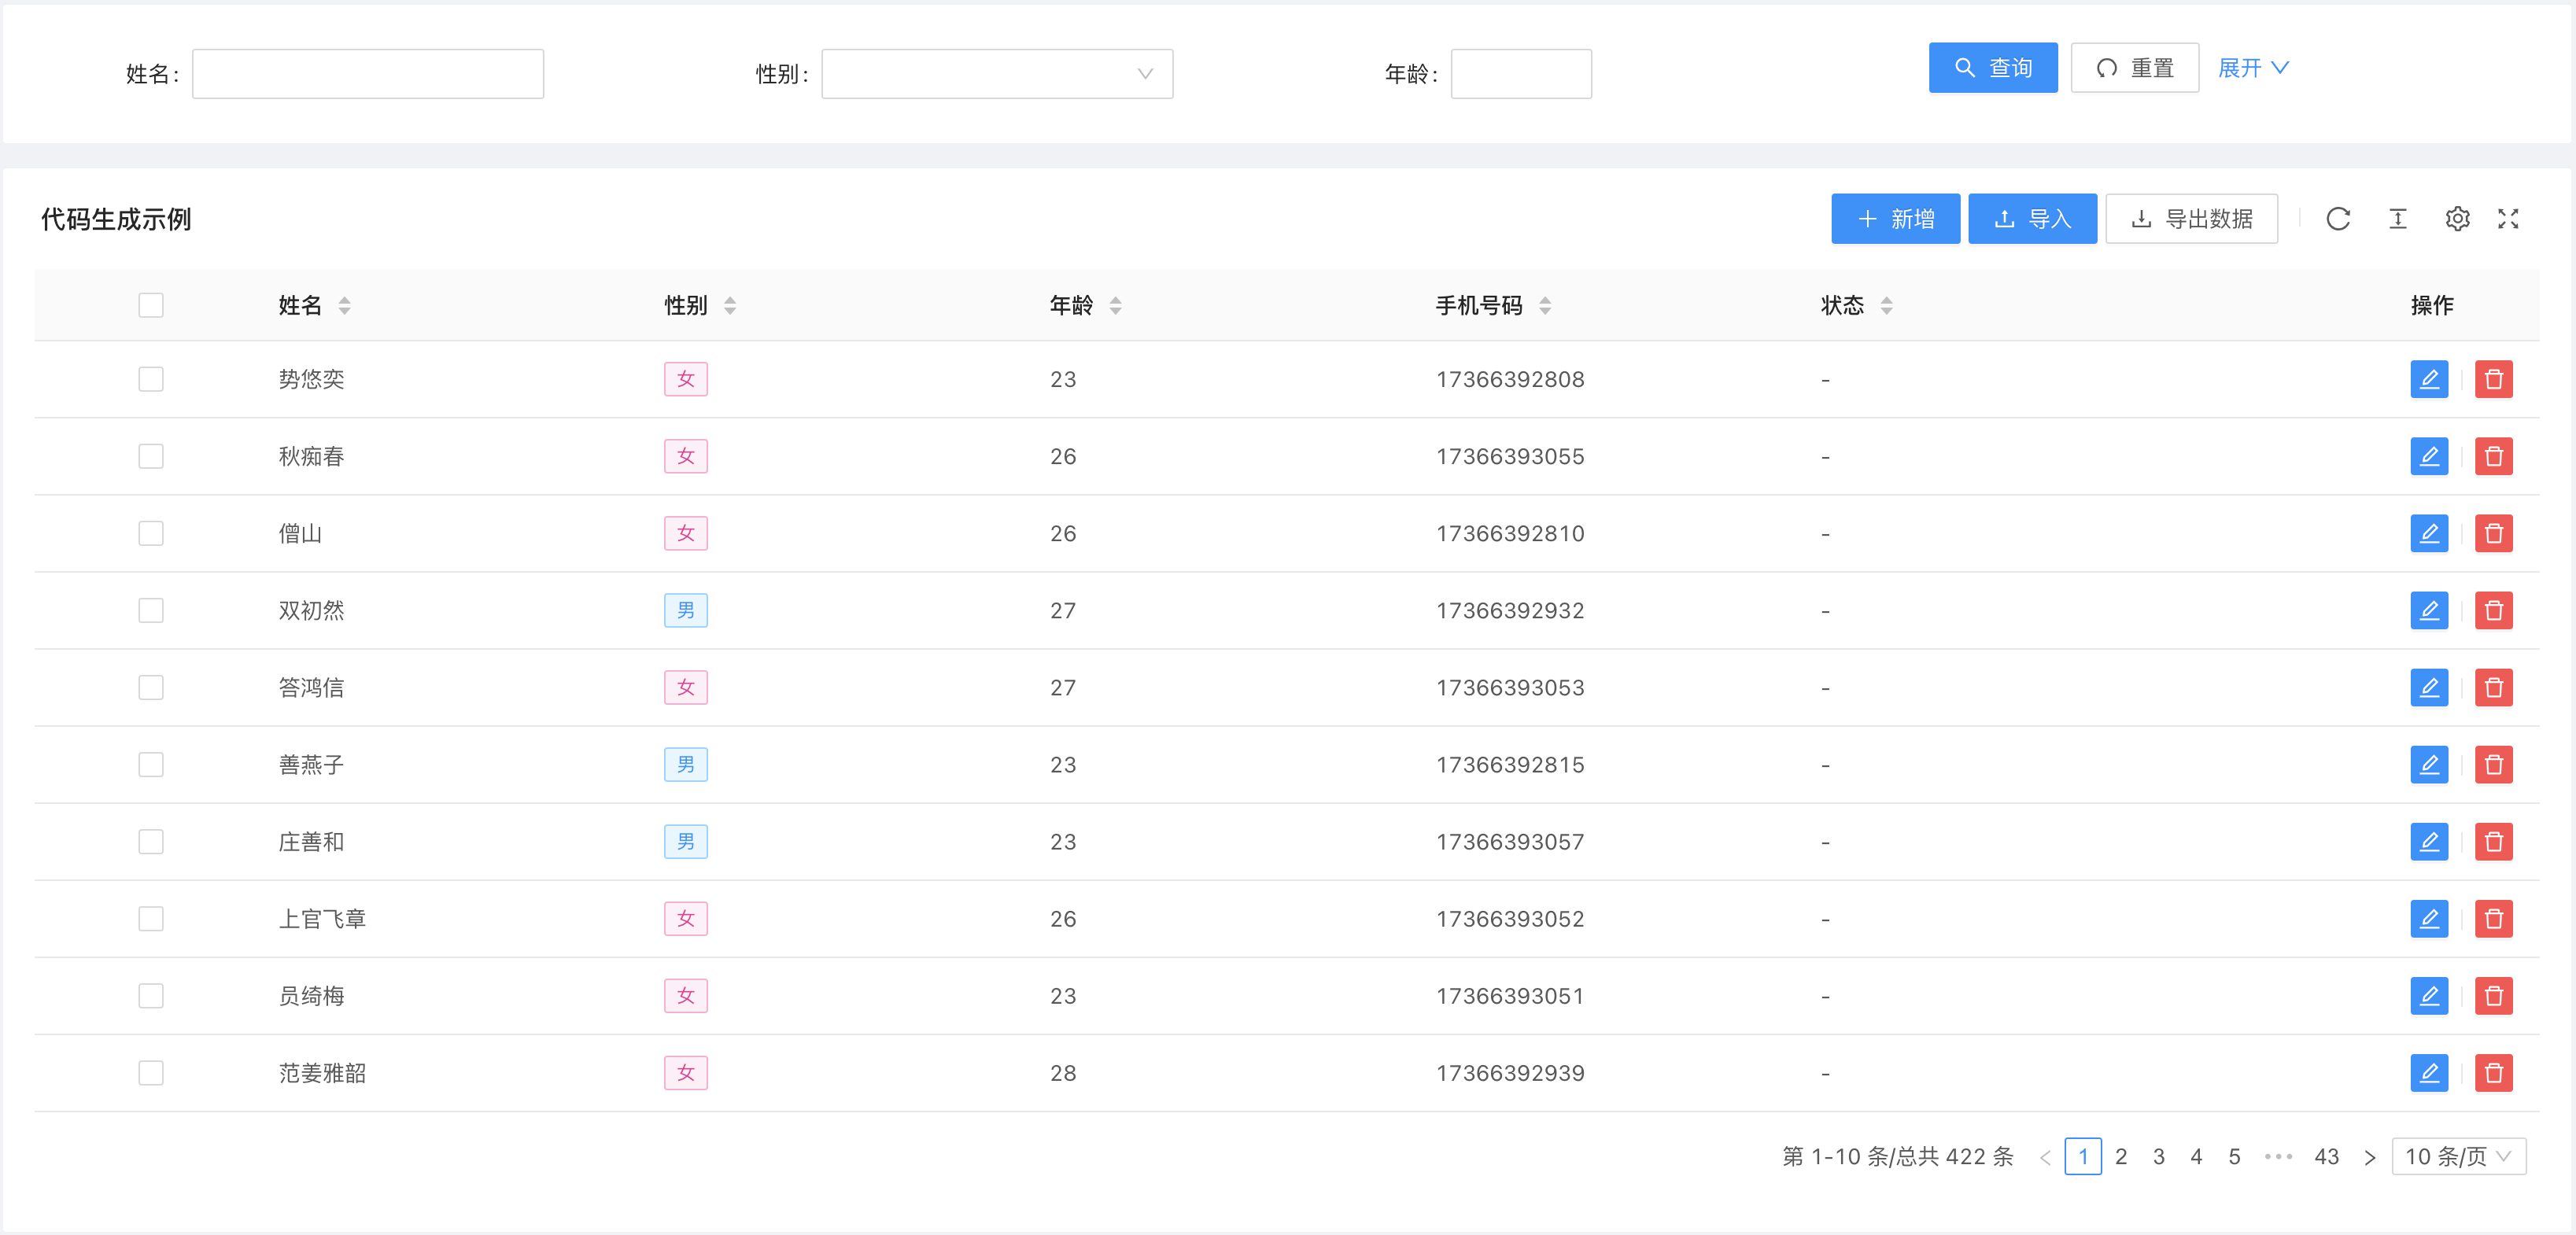 姓名: 性别: 年龄: 查询 重置 展开
代码生成示例 新增 导入 导出数据
姓名 性别 年龄 手机号码 状态 操作
势悠奕 女 23 17366392808 -
秋痴春 女 26 17366393055 -
僧山 女 26 17366392810 -
双初然 男 27 17366392932 -
答鸿信 女 27 17366393053 -
善燕子 男 23 17366392815 -
庄善和 男 23 17366393057 -
上官飞章 女 26 17366393052 -
员绮梅 女 23 17366393051 -
范姜雅韶 女 28 17366392939 -
第 1-10 条/总共 422 条 < 1 2 3 4 5 ••• 43 > 10 条/页